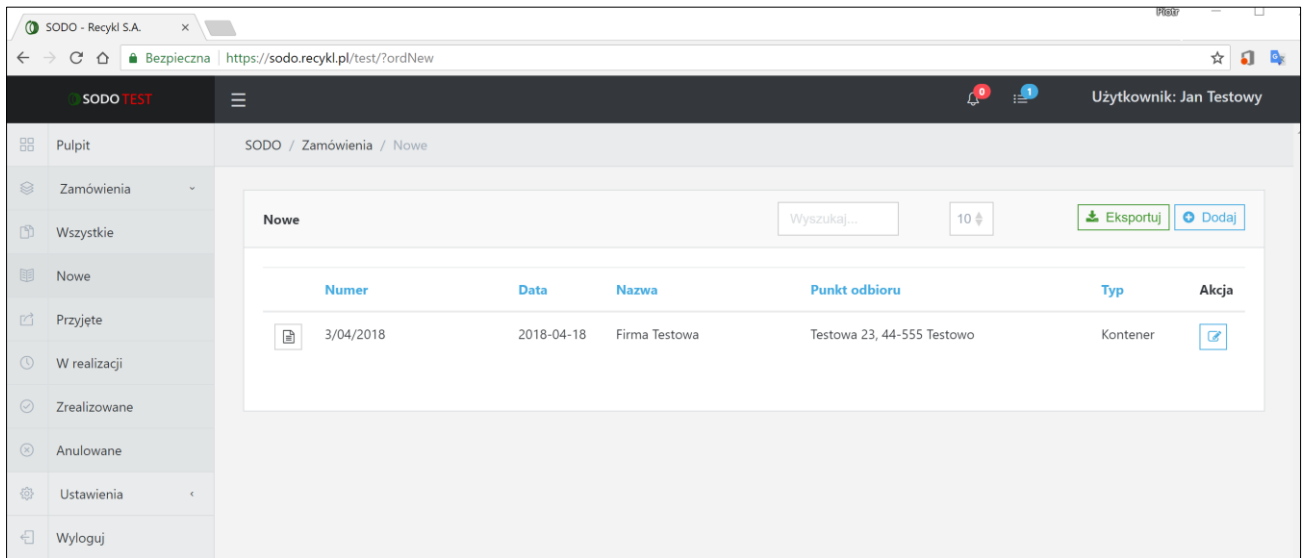 Piotr
SODO - Recykl S.A.
Bezpieczna https://sodo.recykl.pl/test/?ordNew
SODO TEST 0 1 Użytkownik: Jan Testowy
Pulpit
SODO / Zamówienia / Nowe
Zamówienia
Wszystkie
Nowe
Przyjęte
W realizacji
Zrealizowane
Anulowane
Ustawienia
Wyloguj
Nowe Wyszukaj... 10 Eksportuj Dodaj
Numer Data Nazwa Punkt odbioru Typ Akcja
3/04/2018 2018-04-18 Firma Testowa Testowa 23, 44-555 Testowo Kontener